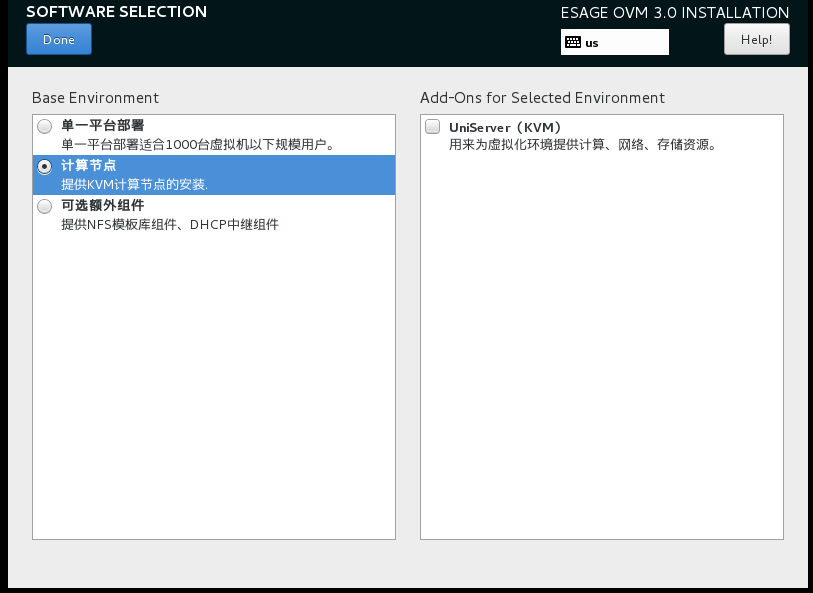 SOFTWARE SELECTION
ESAGE OVM 3.0 INSTALLATION
Done
us
Help!
Base Environment
Add-Ons for Selected Environment
单一平台部署
单一平台部署适合1000台虚拟机以下规模用户。
计算节点
提供KVM计算节点的安装.
可选额外组件
提供NFS模板库组件、DHCP中继组件
UniServer（KVM）
用来为虚拟化环境提供计算、网络、存储资源。